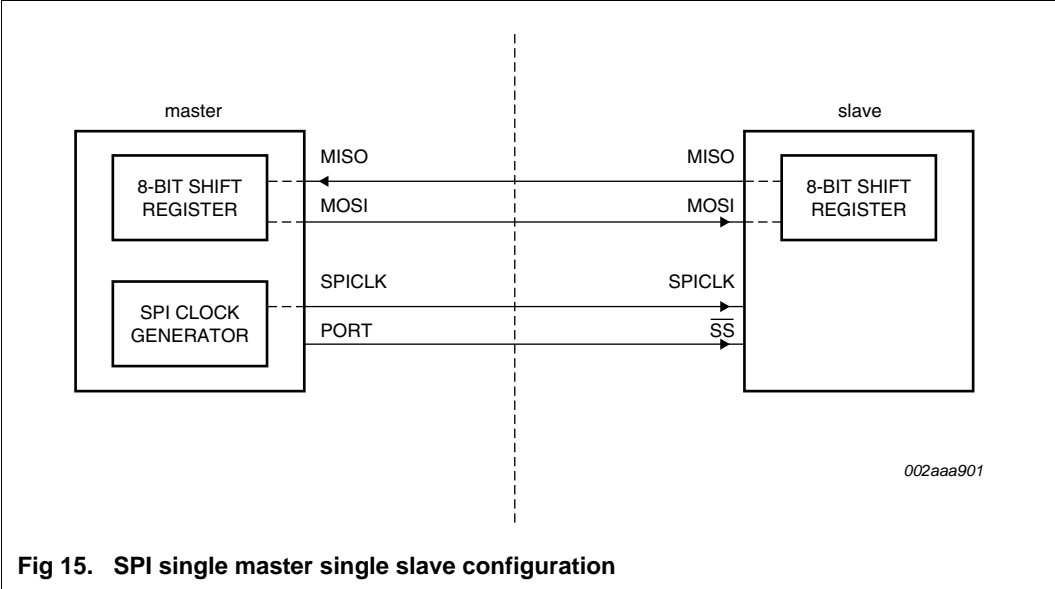 master
slave
MISO
MISO
8-BIT SHIFT
REGISTER
8-BIT SHIFT
REGISTER
MOSI
MOSI
SPICLK
SPICLK
SPI CLOCK
GENERATOR
PORT
S̅S̅
002aaa901
Fig 15. SPI single master single slave configuration